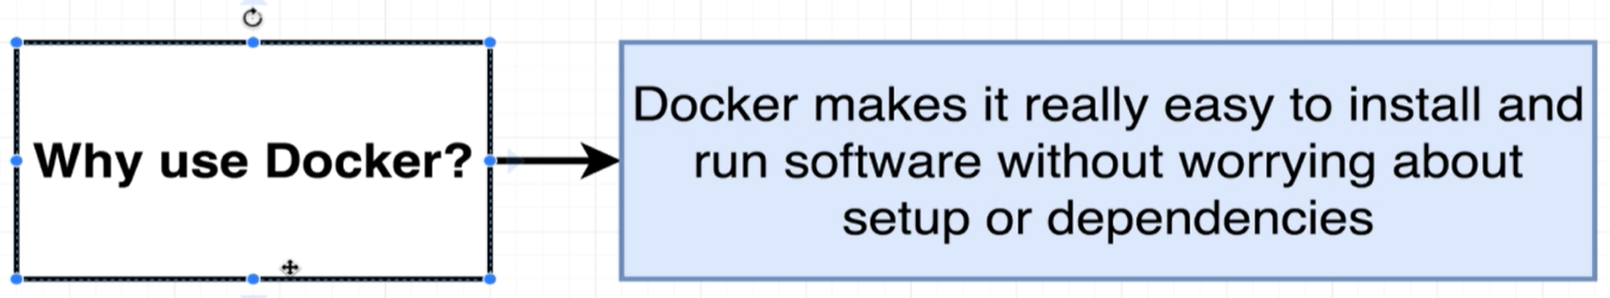 Why use Docker?
Docker makes it really easy to install and
run software without worrying about
setup or dependencies